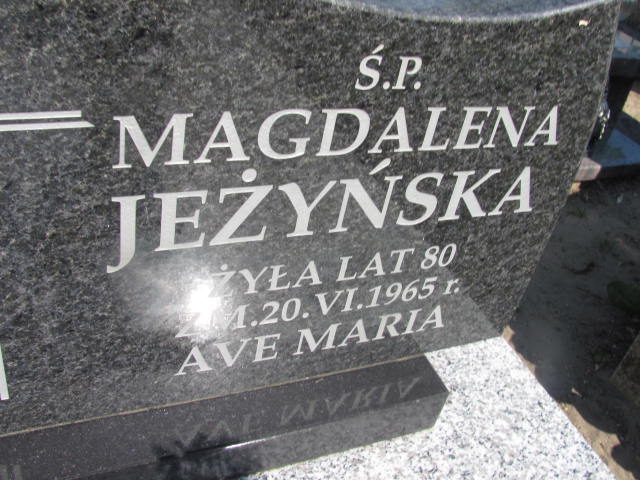 Ś.P.
MAGDALENA
JEŻYŃSKA
ŻYŁA LAT 80
ZM.20.VI.1965 r.
AVE MARIA